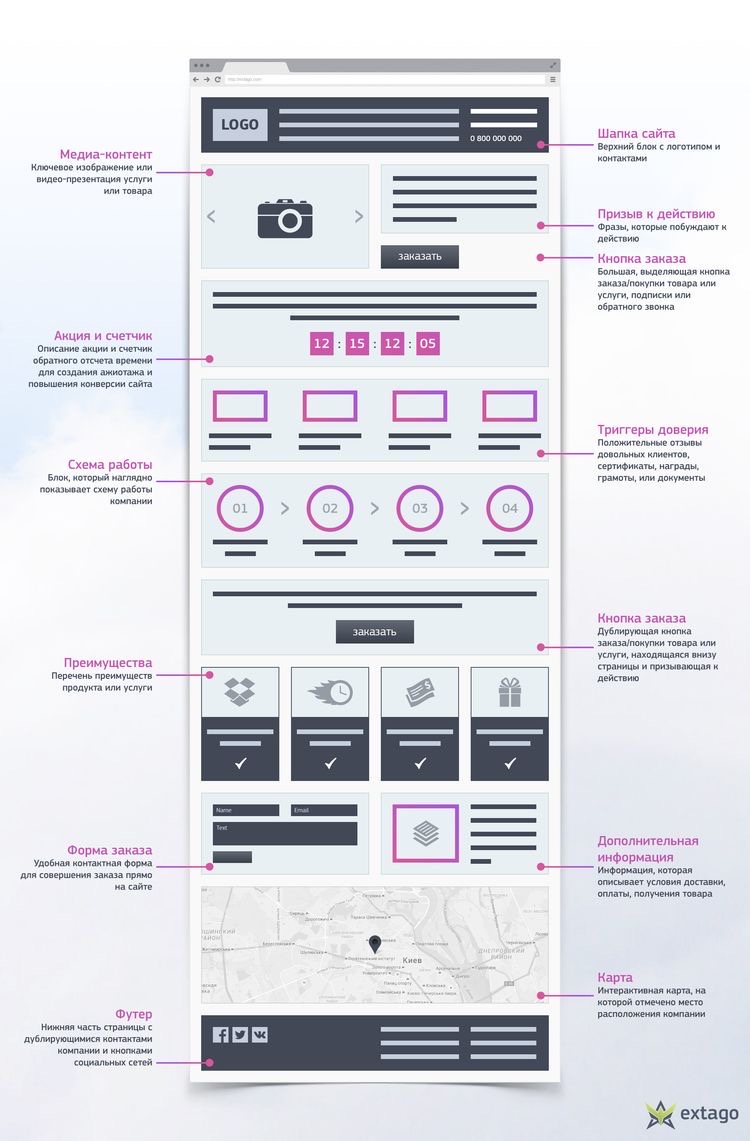 http://extago.com/
LOGO
0 800 000 000
Шапка сайта
Верхний блок с логотипом и
контактами
Медиа-контент
Ключевое изображение или
видео-презентация услуги
или товара
Призыв к действию
Фразы, которые побуждают к
действию
заказать
Кнопка заказа
Большая, выделяющая кнопка
заказа/покупки товара или
услуги, подписки или
обратного звонка
Акция и счетчик
Описание акции и счетчик
обратного отсчета времени
для создания ажиотажа и
повышения конверсии сайта
12 : 15 : 12 : 05
Триггеры доверия
Положительные отзывы
довольных клиентов,
сертификаты, награды,
грамоты, или документы
Схема работы
Блок, который наглядно
показывает схему работы
компании
01 > 02 > 03 > 04
заказать
Кнопка заказа
Дублирующая кнопка
заказа/покупки товара или
услуги, находящаяся внизу
страницы и призывающая к
действию
Преимущества
Перечень преимуществ
продукта или услуги
Name
Email
Text
Форма заказа
Удобная контактная форма
для совершения заказа прямо
на сайте
Дополнительная
информация
Информация, которая
описывает условия доставки,
оплаты, получения товара
Киев
ДНЕПРОВСКИЙ
РАЙОН
Карта
Интерактивная карта, на
которой отмечено место
расположения компании
Футер
Нижняя часть страницы с
дублирующимися контактами
компании и кнопками
социальных сетей
extago